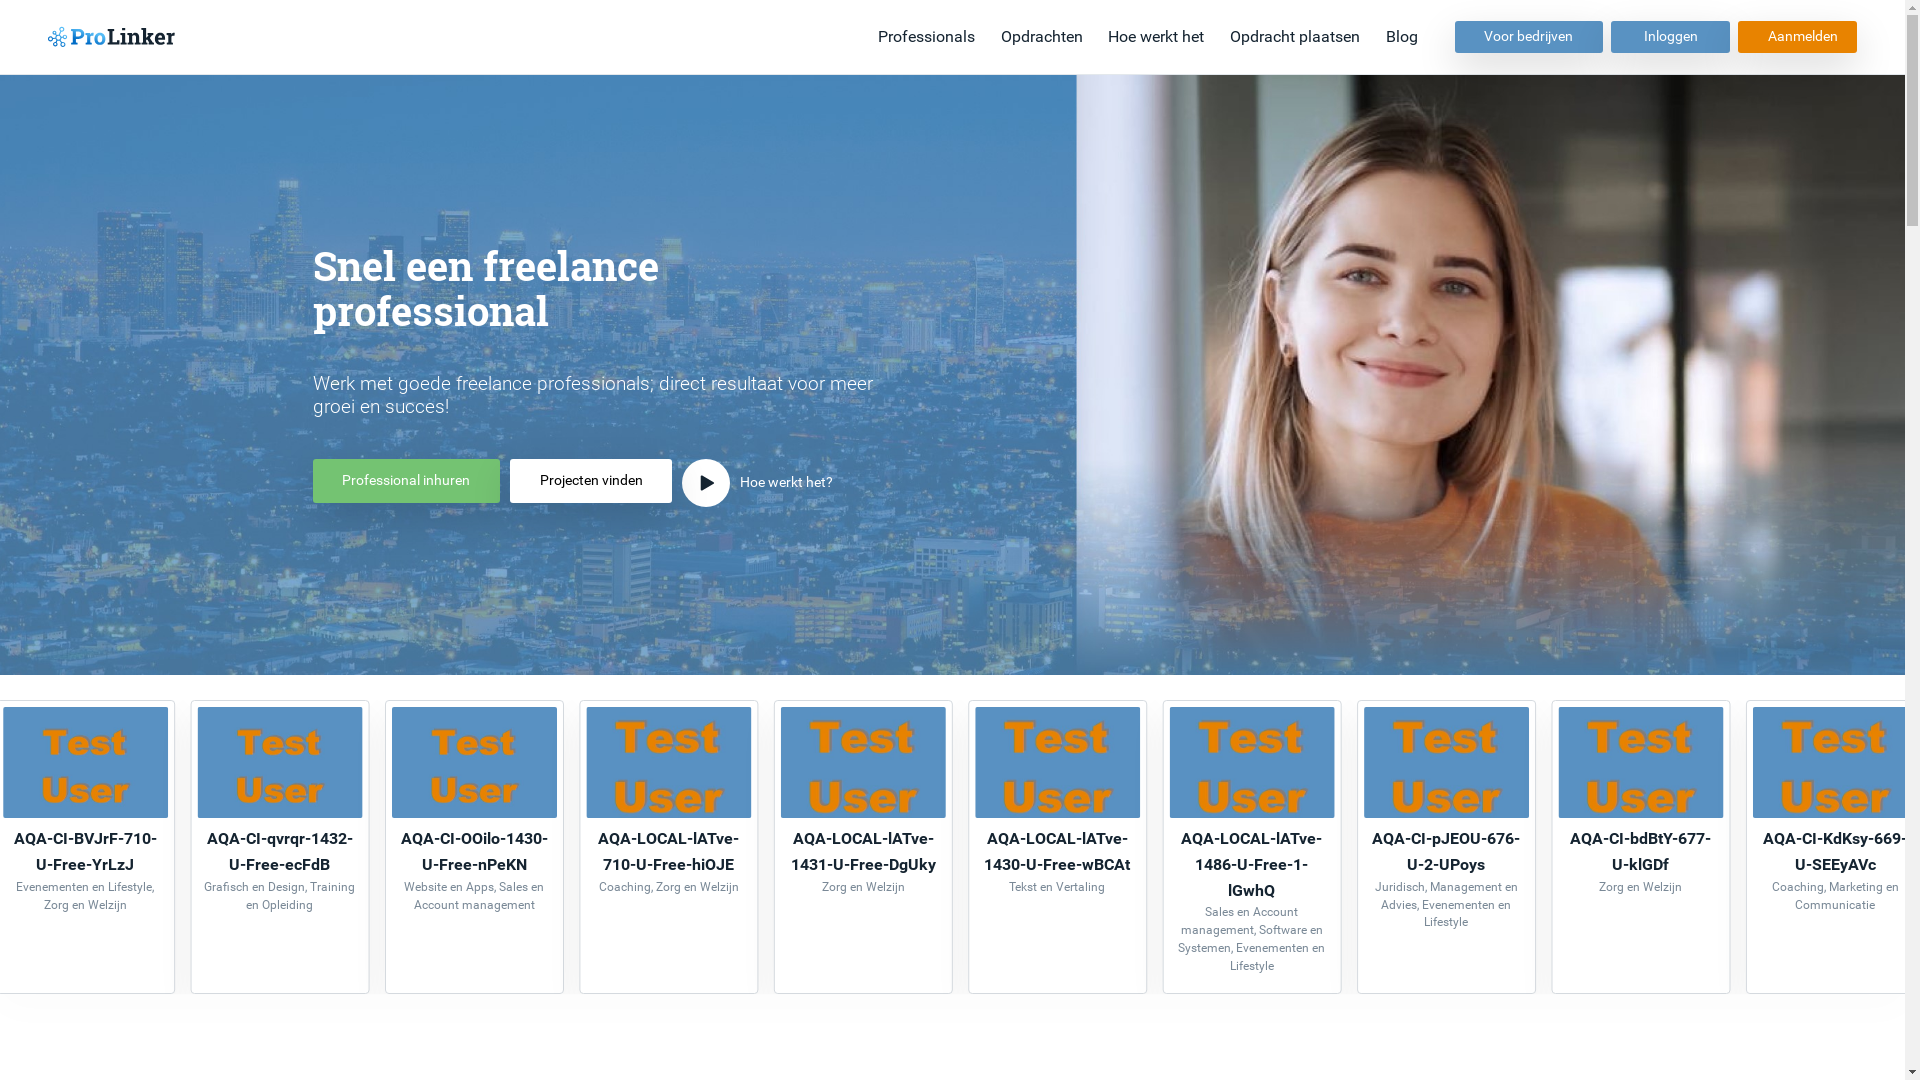 ProLinker
Professionals
Opdrachten
Hoe werkt het
Opdracht plaatsen
Blog
Voor bedrijven
Inloggen
Aanmelden
Snel een freelance
professional
Werk met goede freelance professionals; direct resultaat voor meer
groei en succes!
Professional inhuren
Projecten vinden
Hoe werkt het?
Test
User
AQA-CI-BVJrF-710-
U-Free-YrLzJ
Evenementen en Lifestyle,
Zorg en Welzijn
Test
User
AQA-CI-qvrqr-1432-
U-Free-ecFdB
Grafisch en Design, Training
en Opleiding
Test
User
AQA-CI-OOilo-1430-
U-Free-nPeKN
Website en Apps, Sales en
Account management
Test
User
AQA-LOCAL-lATve-
710-U-Free-hiOJE
Coaching, Zorg en Welzijn
Test
User
AQA-LOCAL-lATve-
1431-U-Free-DgUky
Zorg en Welzijn
Test
User
AQA-LOCAL-lATve-
1430-U-Free-wBCAt
Tekst en Vertaling
Test
User
AQA-LOCAL-lATve-
1486-U-Free-1-
lGwhQ
Sales en Account
management, Software en
Systemen, Evenementen en
Lifestyle
Test
User
AQA-CI-pJEOU-676-
U-2-UPoys
Juridisch, Management en
Advies, Evenementen en
Lifestyle
Test
User
AQA-CI-bdBtY-677-
U-klGDf
Zorg en Welzijn
Test
User
AQA-CI-KdKsy-669-
U-SEEyAVc
Coaching, Marketing en
Communicatie